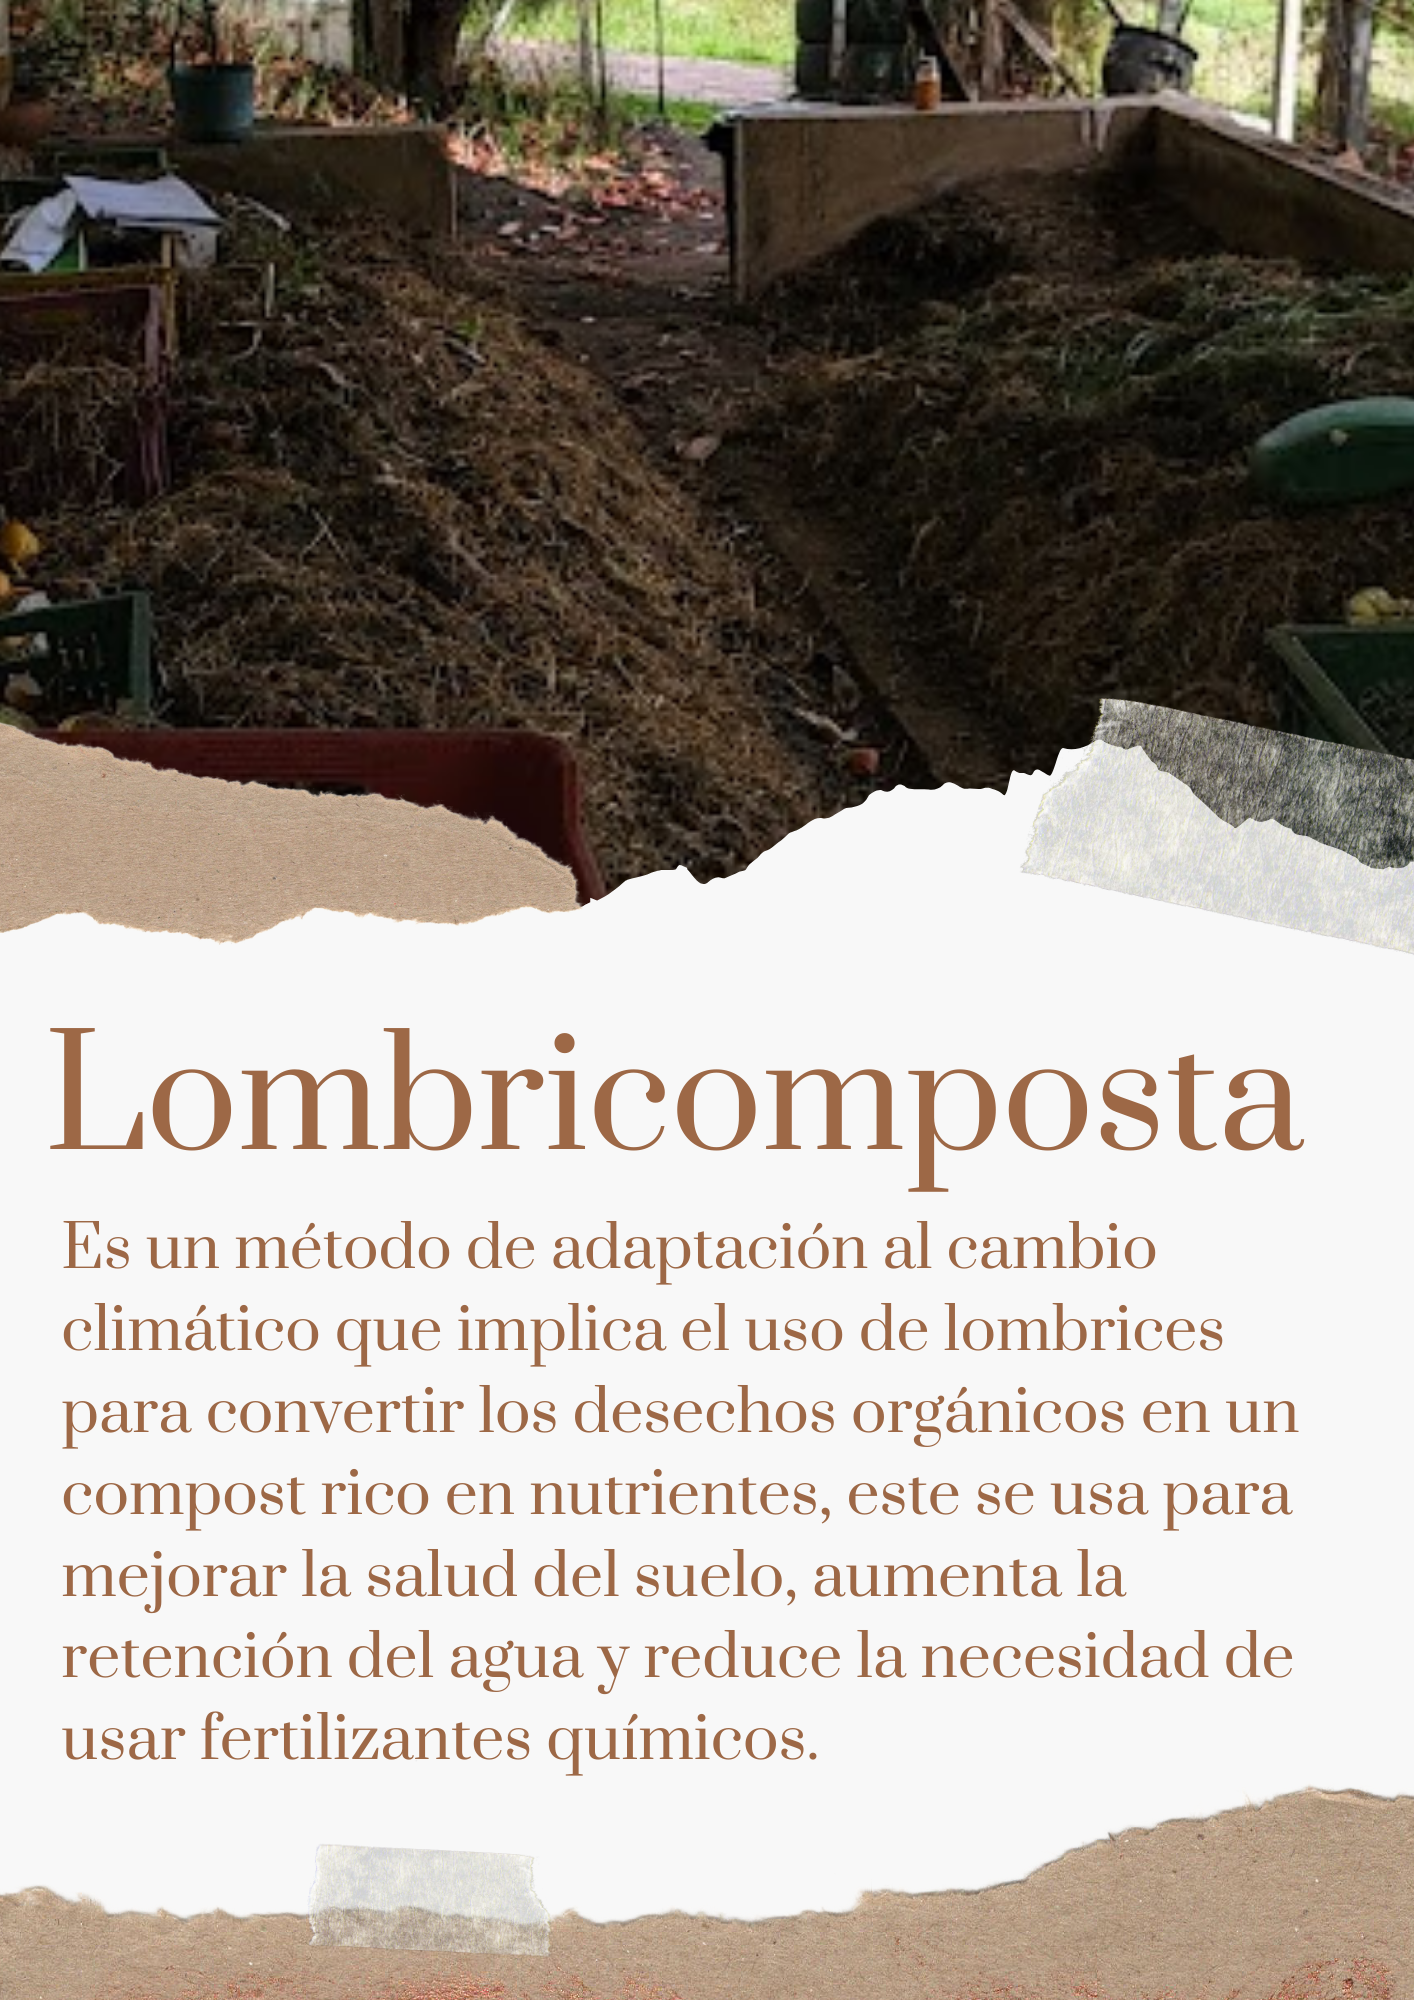 Lombricomposta
Es un método de adaptación al cambio
climático que implica el uso de lombrices
para convertir los desechos orgánicos en un
compost rico en nutrientes, este se usa para
mejorar la salud del suelo, aumenta la
retención del agua y reduce la necesidad de
usar fertilizantes químicos.